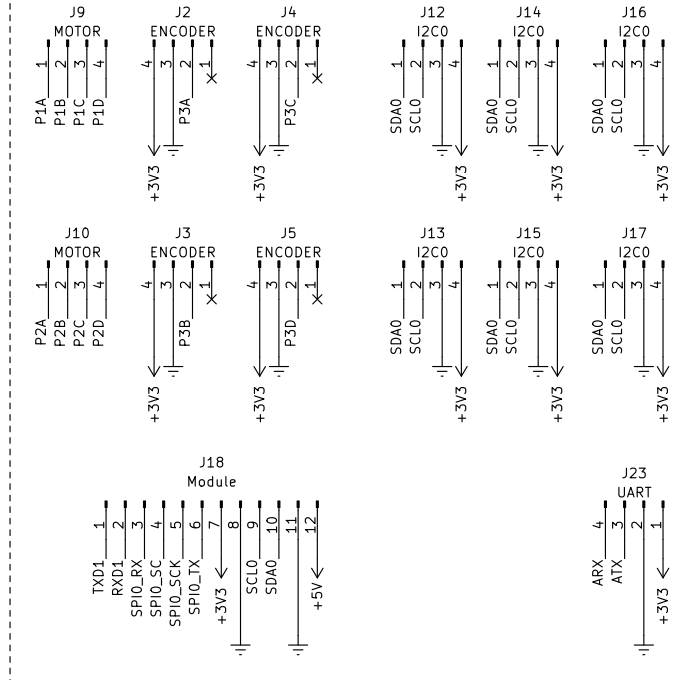 J9
MOTOR
1 2 3 4
P1A P1B P1C P1D
J2
ENCODER
4 3 2 1
P3A
+3V3
J4
ENCODER
4 3 2 1
P3C
+3V3
J12
I2C0
1 2 3 4
SDA0 SCL0
+3V3
J14
I2C0
1 2 3 4
SDA0 SCL0
+3V3
J16
I2C0
1 2 3 4
SDA0 SCL0
+3V3
J10
MOTOR
1 2 3 4
P2A P2B P2C P2D
J3
ENCODER
4 3 2 1
P3B
+3V3
J5
ENCODER
4 3 2 1
P3D
+3V3
J13
I2C0
1 2 3 4
SDA0 SCL0
+3V3
J15
I2C0
1 2 3 4
SDA0 SCL0
+3V3
J17
I2C0
1 2 3 4
SDA0 SCL0
+3V3
J18
Module
1 2 3 4 5 6 7 8 9 10 11 12
TXD1 RXD1 SPI0_RX SPI0_SC SPI0_SCK SPI0_TX +3V3 SCL0 SDA0 +5V
J23
UART
4 3 2 1
ARX ATX +3V3